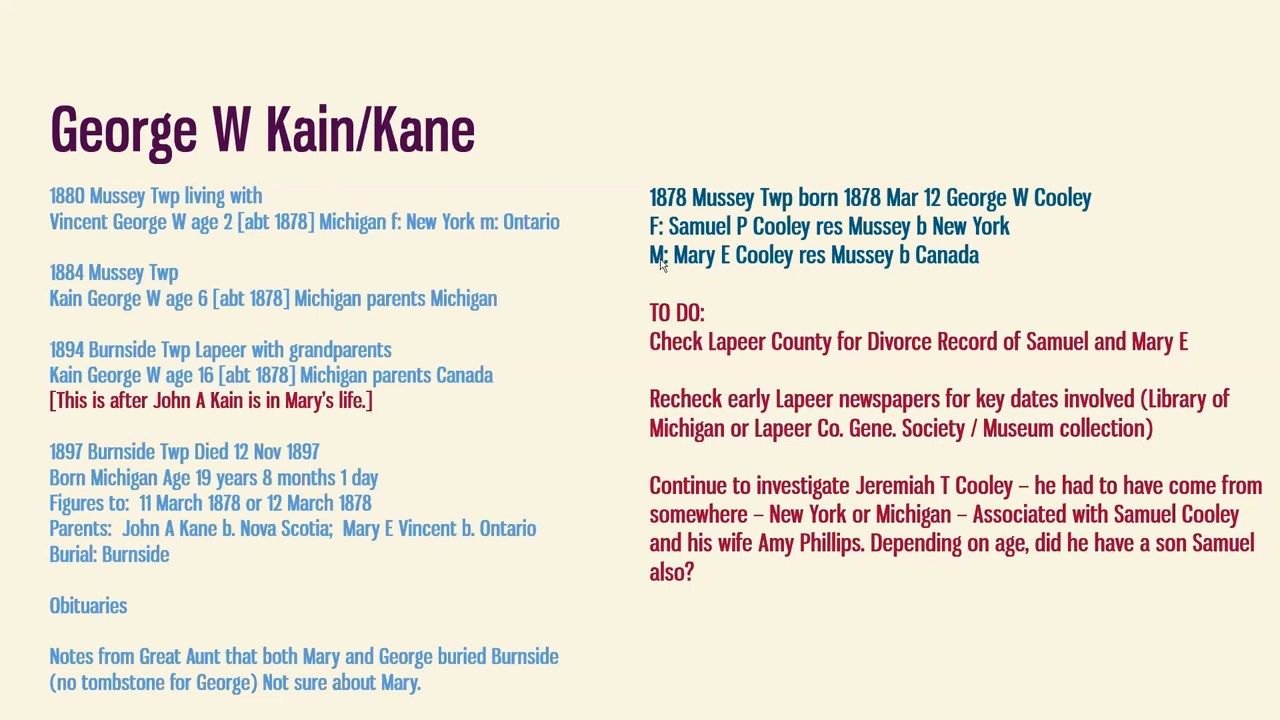 George W Kain/Kane
1880 Mussey Twp living with
Vincent George W age 2 [abt 1878] Michigan f: New York m: Ontario
1884 Mussey Twp
Kain George W age 6 [abt 1878] Michigan parents Michigan
1894 Burnside Twp Lapeer with grandparents
Kain George W age 16 [abt 1878] Michigan parents Canada
[This is after John A Kain is in Mary's life.]
1897 Burnside Twp Died 12 Nov 1897
Born Michigan Age 19 years 8 months 1 day
Figures to:  11 March 1878 or 12 March 1878
Parents:  John A Kane b. Nova Scotia;  Mary E Vincent b. Ontario
Burial: Burnside
Obituaries
Notes from Great Aunt that both Mary and George buried Burnside
(no tombstone for George) Not sure about Mary.
1878 Mussey Twp born 1878 Mar 12 George W Cooley
F: Samuel P Cooley res Mussey b New York
M: Mary E Cooley res Mussey b Canada
TO DO:
Check Lapeer County for Divorce Record of Samuel and Mary E
Recheck early Lapeer newspapers for key dates involved (Library of
Michigan or Lapeer Co. Gene. Society / Museum collection)
Continue to investigate Jeremiah T Cooley – he had to have come from
somewhere – New York or Michigan – Associated with Samuel Cooley
and his wife Amy Phillips. Depending on age, did he have a son Samuel
also?